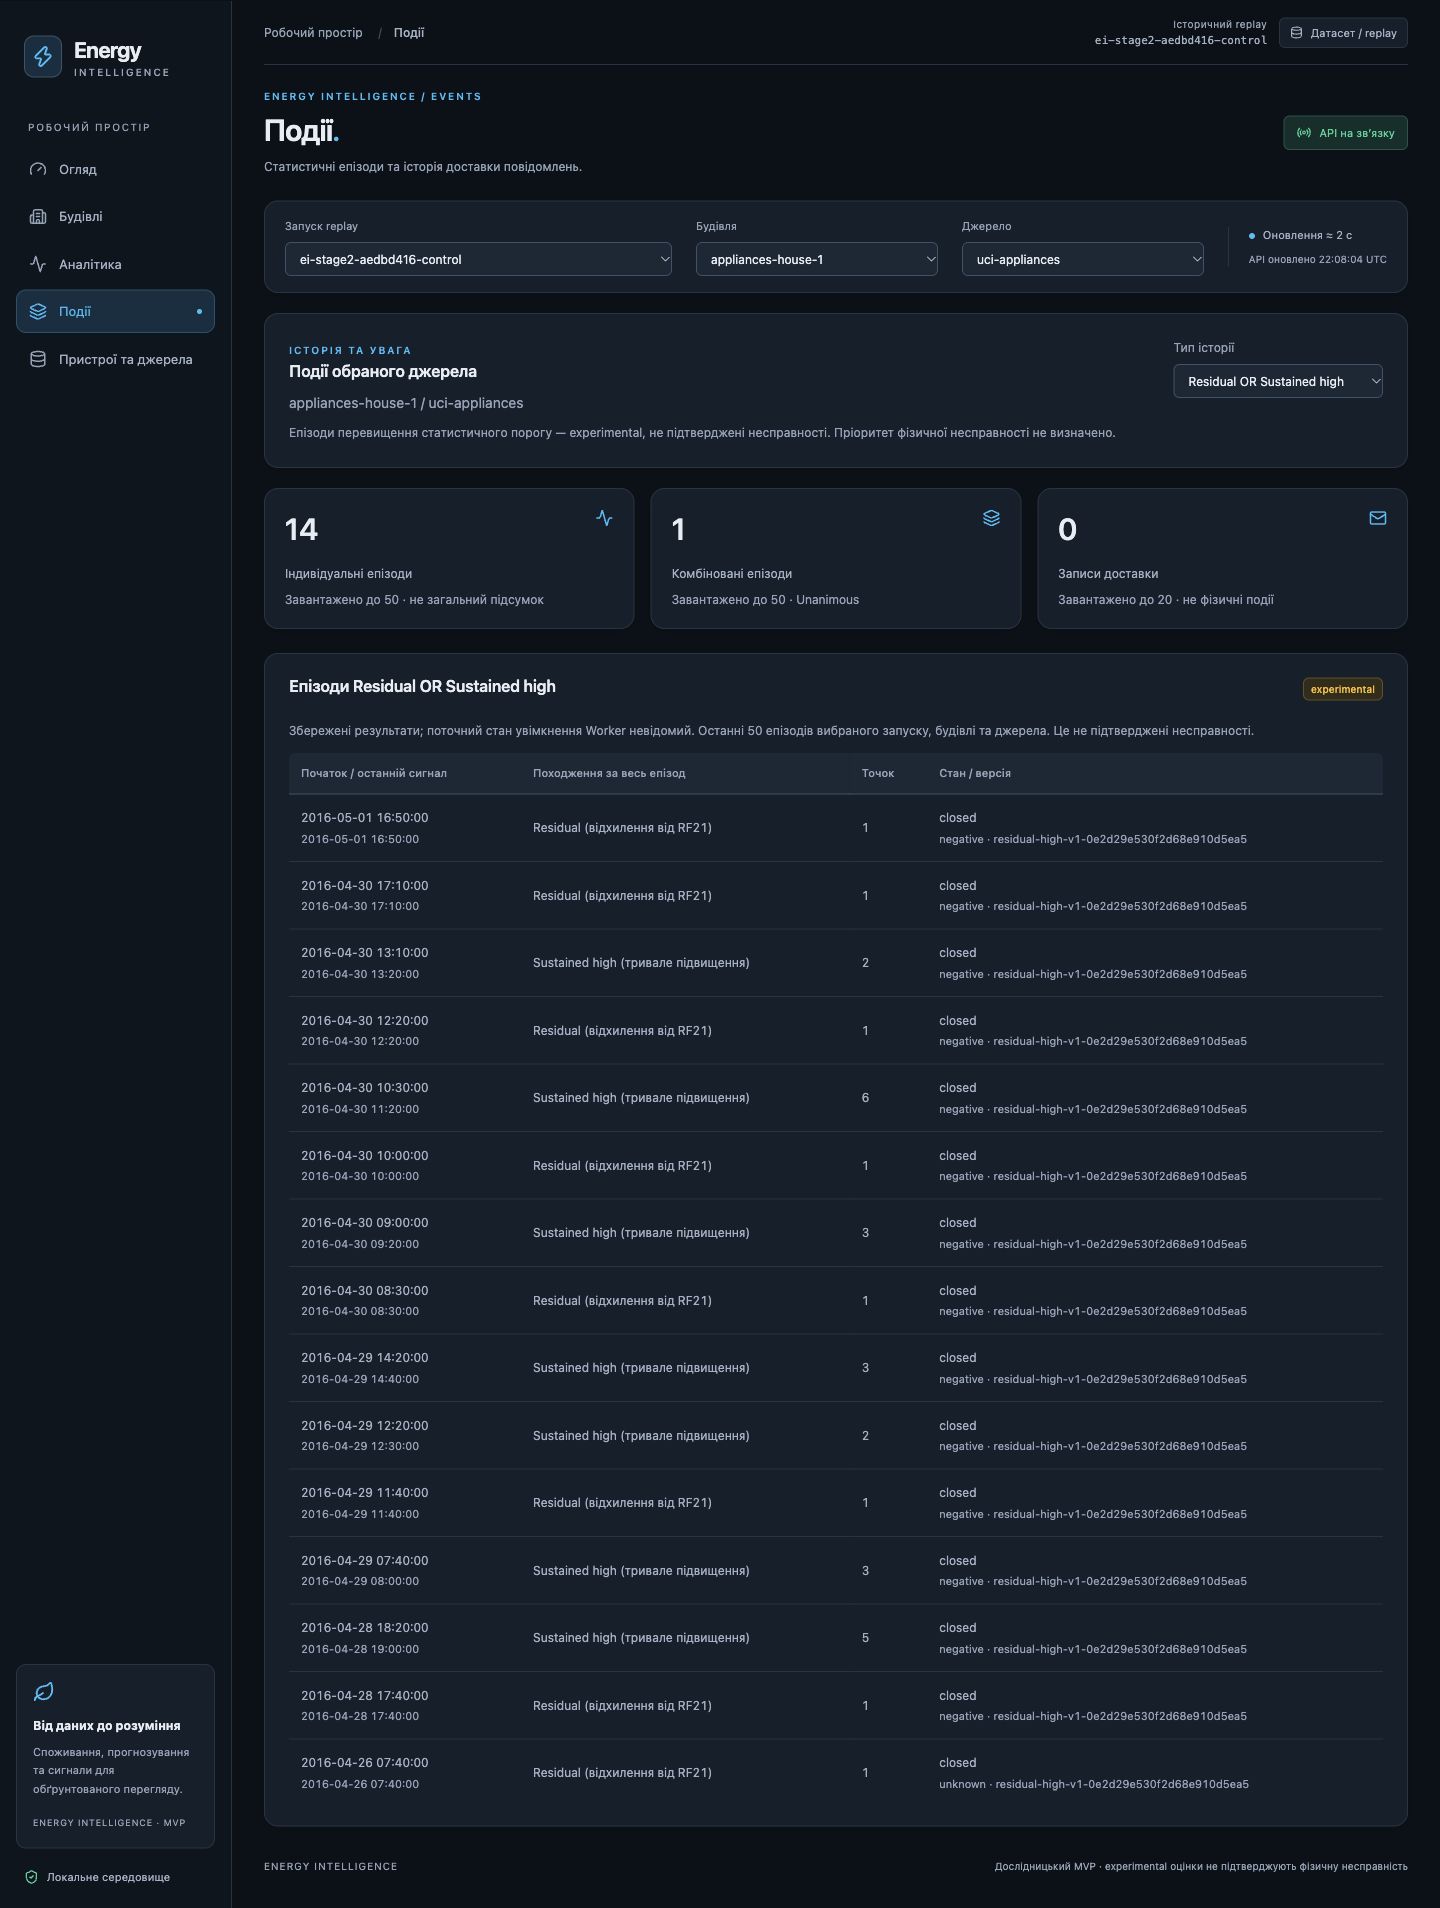 Energy
INTELLIGENCE
РОБОЧИЙ ПРОСТІР
Огляд
Будівлі
Аналітика
Події
Пристрої та джерела
Від даних до розуміння
Споживання, прогнозування
та сигнали для
обґрунтованого перегляду.
ENERGY INTELLIGENCE · MVP
Локальне середовище
Робочий простір / Події
Історичний replay
ei-stage2-aedbd416-control
Датасет / replay
ENERGY INTELLIGENCE / EVENTS
Події.
Статистичні епізоди та історія доставки повідомлень.
API на зв’язку
Запуск replay
ei-stage2-aedbd416-control
Будівля
appliances-house-1
Джерело
uci-appliances
Оновлення ≈ 2 с
API оновлено 22:08:04 UTC
ІСТОРІЯ ТА УВАГА
Події обраного джерела
appliances-house-1 / uci-appliances
Епізоди перевищення статистичного порогу — experimental, не підтверджені несправності. Пріоритет фізичної несправності не визначено.
Тип історії
Residual OR Sustained high
14
Індивідуальні епізоди
Завантажено до 50 · не загальний підсумок
1
Комбіновані епізоди
Завантажено до 50 · Unanimous
0
Записи доставки
Завантажено до 20 · не фізичні події
Епізоди Residual OR Sustained high
experimental
Збережені результати; поточний стан увімкнення Worker невідомий. Останні 50 епізодів вибраного запуску, будівлі та джерела. Це не підтверджені несправності.
Початок / останній сигнал Походження за весь епізод Точок Стан / версія
2016-05-01 16:50:00
2016-05-01 16:50:00
Residual (відхилення від RF21)
1
closed
negative · residual-high-v1-0e2d29e530f2d68e910d5ea5
2016-04-30 17:10:00
2016-04-30 17:10:00
Residual (відхилення від RF21)
1
closed
negative · residual-high-v1-0e2d29e530f2d68e910d5ea5
2016-04-30 13:10:00
2016-04-30 13:20:00
Sustained high (тривале підвищення)
2
closed
negative · residual-high-v1-0e2d29e530f2d68e910d5ea5
2016-04-30 12:20:00
2016-04-30 12:20:00
Residual (відхилення від RF21)
1
closed
negative · residual-high-v1-0e2d29e530f2d68e910d5ea5
2016-04-30 10:30:00
2016-04-30 11:20:00
Sustained high (тривале підвищення)
6
closed
negative · residual-high-v1-0e2d29e530f2d68e910d5ea5
2016-04-30 10:00:00
2016-04-30 10:00:00
Residual (відхилення від RF21)
1
closed
negative · residual-high-v1-0e2d29e530f2d68e910d5ea5
2016-04-30 09:00:00
2016-04-30 09:20:00
Sustained high (тривале підвищення)
3
closed
negative · residual-high-v1-0e2d29e530f2d68e910d5ea5
2016-04-30 08:30:00
2016-04-30 08:30:00
Residual (відхилення від RF21)
1
closed
negative · residual-high-v1-0e2d29e530f2d68e910d5ea5
2016-04-29 14:20:00
2016-04-29 14:40:00
Sustained high (тривале підвищення)
3
closed
negative · residual-high-v1-0e2d29e530f2d68e910d5ea5
2016-04-29 12:20:00
2016-04-29 12:30:00
Sustained high (тривале підвищення)
2
closed
negative · residual-high-v1-0e2d29e530f2d68e910d5ea5
2016-04-29 11:40:00
2016-04-29 11:40:00
Residual (відхилення від RF21)
1
closed
negative · residual-high-v1-0e2d29e530f2d68e910d5ea5
2016-04-29 07:40:00
2016-04-29 08:00:00
Sustained high (тривале підвищення)
3
closed
negative · residual-high-v1-0e2d29e530f2d68e910d5ea5
2016-04-28 18:20:00
2016-04-28 19:00:00
Sustained high (тривале підвищення)
5
closed
negative · residual-high-v1-0e2d29e530f2d68e910d5ea5
2016-04-28 17:40:00
2016-04-28 17:40:00
Residual (відхилення від RF21)
1
closed
negative · residual-high-v1-0e2d29e530f2d68e910d5ea5
2016-04-26 07:40:00
2016-04-26 07:40:00
Residual (відхилення від RF21)
1
closed
unknown · residual-high-v1-0e2d29e530f2d68e910d5ea5
ENERGY INTELLIGENCE
Дослідницький MVP · experimental оцінки не підтверджують фізичну несправність